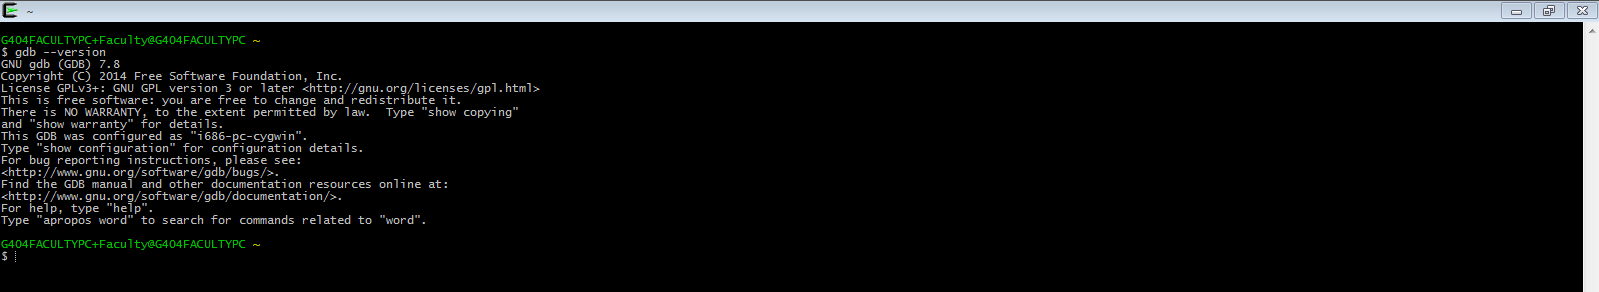 ~
G404FACULTYPC+Faculty@G404FACULTYPC ~
$ gdb --version
GNU gdb (GDB) 7.8
Copyright (C) 2014 Free Software Foundation, Inc.
License GPLv3+: GNU GPL version 3 or later <http://gnu.org/licenses/gpl.html>
This is free software: you are free to change and redistribute it.
There is NO WARRANTY, to the extent permitted by law.  Type "show copying"
and "show warranty" for details.
This GDB was configured as "i686-pc-cygwin".
Type "show configuration" for configuration details.
For bug reporting instructions, please see:
<http://www.gnu.org/software/gdb/bugs/>.
Find the GDB manual and other documentation resources online at:
<http://www.gnu.org/software/gdb/documentation/>.
For help, type "help".
Type "apropos word" to search for commands related to "word".
G404FACULTYPC+Faculty@G404FACULTYPC ~
$